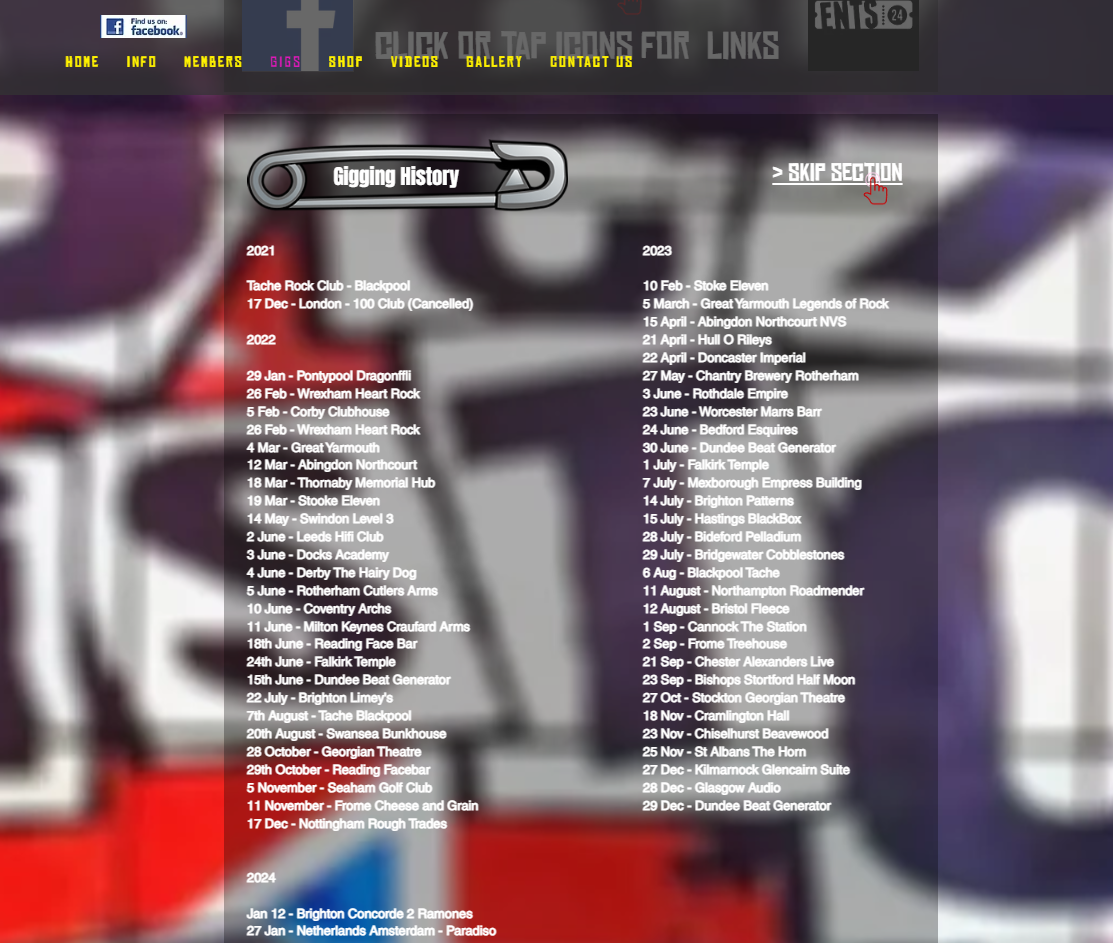 Find us on:
facebook.
ENTS 24
CLICK OR TAP ICONS FOR LINKS
HOME INFO MEMBERS GIGS SHOP VIDEOS GALLERY CONTACT US
Gigging History
> SKIP SECTION
2021
Tache Rock Club - Blackpool
17 Dec - London - 100 Club (Cancelled)
2022
29 Jan - Pontypool Dragonffli
26 Feb - Wrexham Heart Rock
5 Feb - Corby Clubhouse
26 Feb - Wrexham Heart Rock
4 Mar - Great Yarmouth
12 Mar - Abingdon Northcourt
18 Mar - Thornaby Memorial Hub
19 Mar - Stooke Eleven
14 May - Swindon Level 3
2 June - Leeds Hifi Club
3 June - Docks Academy
4 June - Derby The Hairy Dog
5 June - Rotherham Cutlers Arms
10 June - Coventry Archs
11 June - Milton Keynes Craufard Arms
18th June - Reading Face Bar
24th June - Falkirk Temple
15th June - Dundee Beat Generator
22 July - Brighton Limey's
7th August - Tache Blackpool
20th August - Swansea Bunkhouse
28 October - Georgian Theatre
29th October - Reading Facebar
5 November - Seaham Golf Club
11 November - Frome Cheese and Grain
17 Dec - Nottingham Rough Trades
2024
Jan 12 - Brighton Concorde 2 Ramones
27 Jan - Netherlands Amsterdam - Paradiso
2023
10 Feb - Stoke Eleven
5 March - Great Yarmouth Legends of Rock
15 April - Abingdon Northcourt NVS
21 April - Hull O Rileys
22 April - Doncaster Imperial
27 May - Chantry Brewery Rotherham
3 June - Rothdale Empire
23 June - Worcester Marrs Barr
24 June - Bedford Esquires
30 June - Dundee Beat Generator
1 July - Falkirk Temple
7 July - Mexborough Empress Building
14 July - Brighton Patterns
15 July - Hastings BlackBox
28 July - Bideford Pelladium
29 July - Bridgewater Cobblestones
6 Aug - Blackpool Tache
11 August - Northampton Roadmender
12 August - Bristol Fleece
1 Sep - Cannock The Station
2 Sep - Frome Treehouse
21 Sep - Chester Alexanders Live
23 Sep - Bishops Stortford Half Moon
27 Oct - Stockton Georgian Theatre
18 Nov - Cramlington Hall
23 Nov - Chiselhurst Beavewood
25 Nov - St Albans The Horn
27 Dec - Kilmarnock Glencairn Suite
28 Dec - Glasgow Audio
29 Dec - Dundee Beat Generator